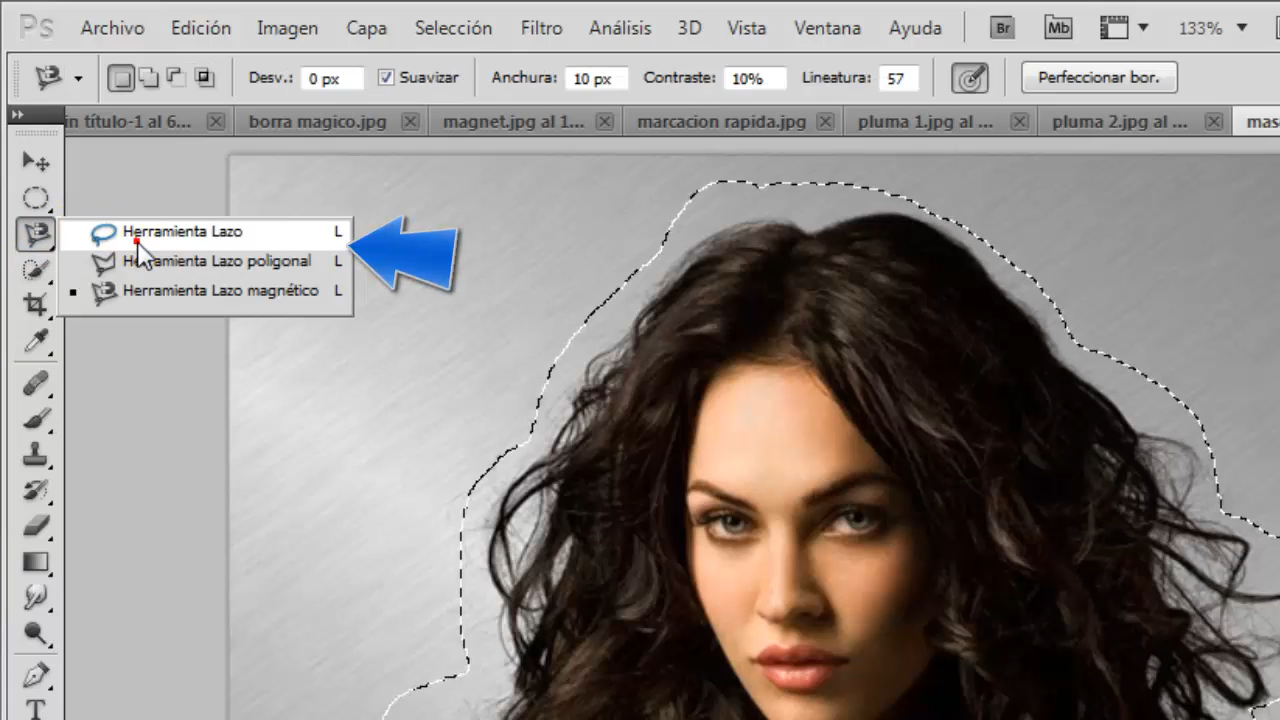 Ps Archivo Edición Imagen Capa Selección Filtro Análisis 3D Vista Ventana Ayuda Br Mb 133%
Desv.: 0 px Suavizar Anchura: 10 px Contraste: 10% Lineatura: 57 Perfeccionar bor.
in título-1 al 6... borra magico.jpg magnet.jpg al 1... marcacion rapida.jpg pluma 1.jpg al ... pluma 2.jpg al ... mas
Herramienta Lazo L
Herramienta Lazo poligonal L
Herramienta Lazo magnético L
T